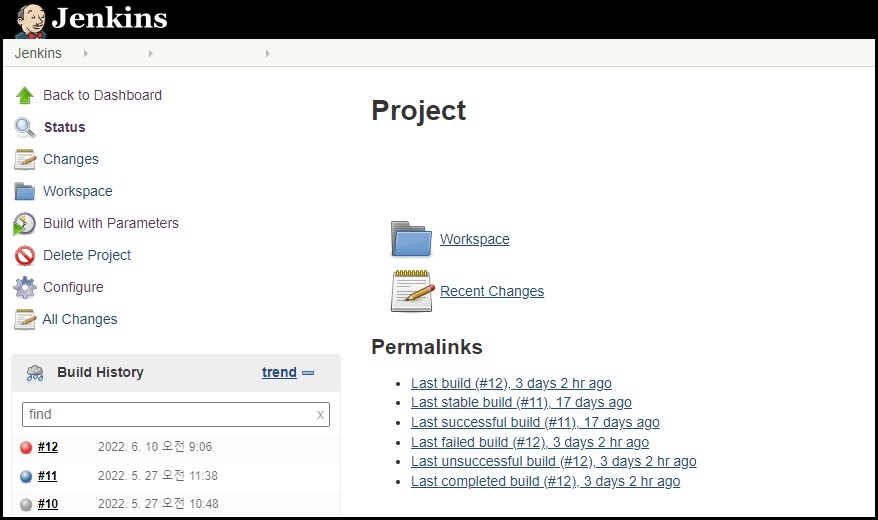 Jenkins
Jenkins
Back to Dashboard
Status
Changes
Workspace
Build with Parameters
Delete Project
Configure
All Changes
Build History trend
find x
#12 2022. 6. 10 오전 9:06
#11 2022. 5. 27 오전 11:38
#10 2022. 5. 27 오전 10:48
Project
Workspace
Recent Changes
Permalinks
Last build (#12), 3 days 2 hr ago
Last stable build (#11), 17 days ago
Last successful build (#11), 17 days ago
Last failed build (#12), 3 days 2 hr ago
Last unsuccessful build (#12), 3 days 2 hr ago
Last completed build (#12), 3 days 2 hr ago